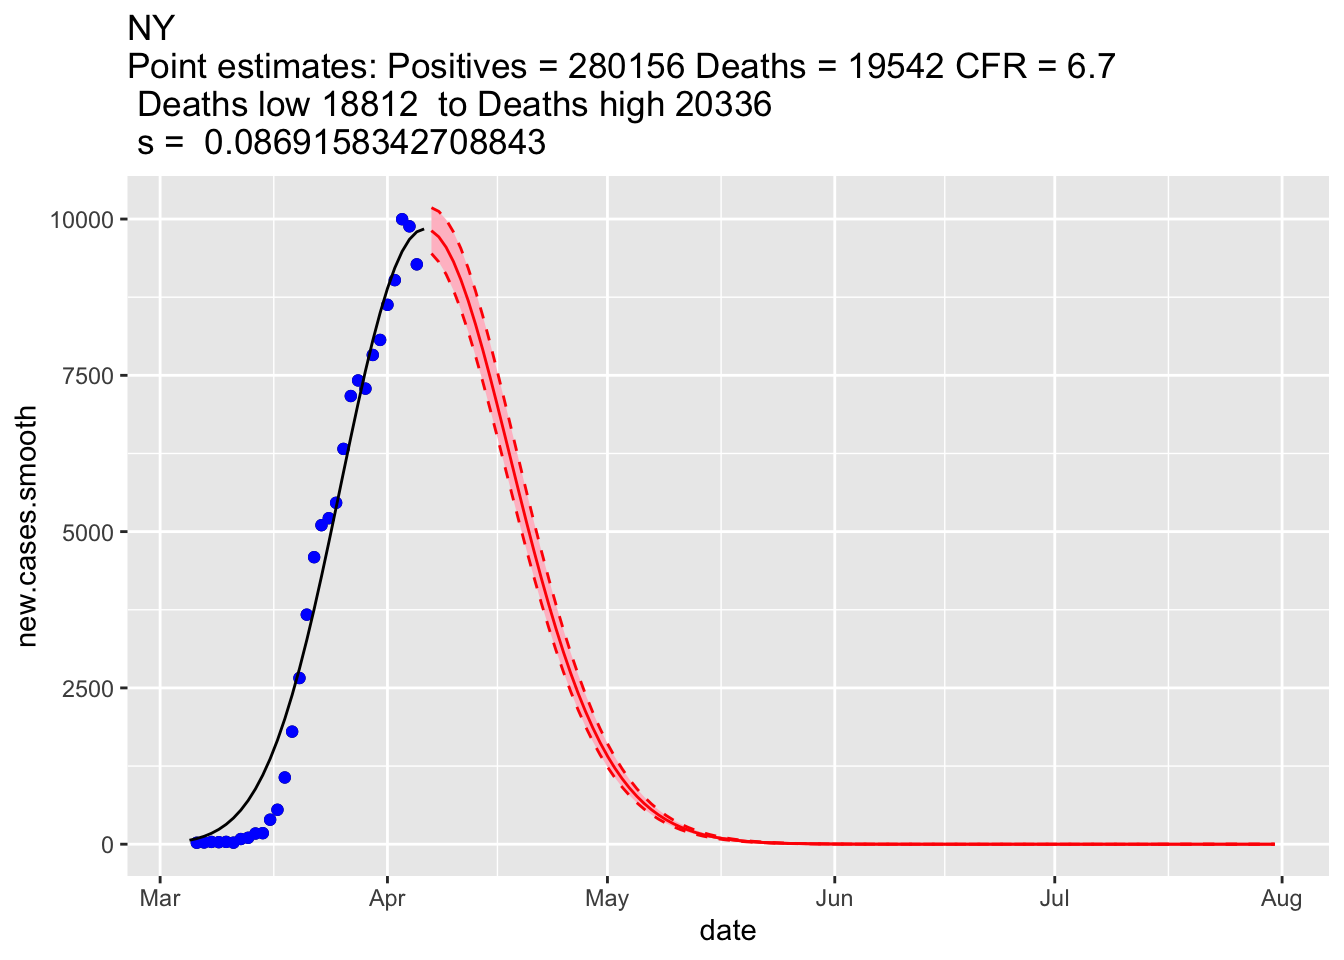 NY
Point estimates: Positives = 280156 Deaths = 19542 CFR = 6.7
Deaths low 18812  to Deaths high 20336
s =  0.0869158342708843
10000
7500
5000
2500
0
new.cases.smooth
Mar Apr May Jun Jul Aug
date